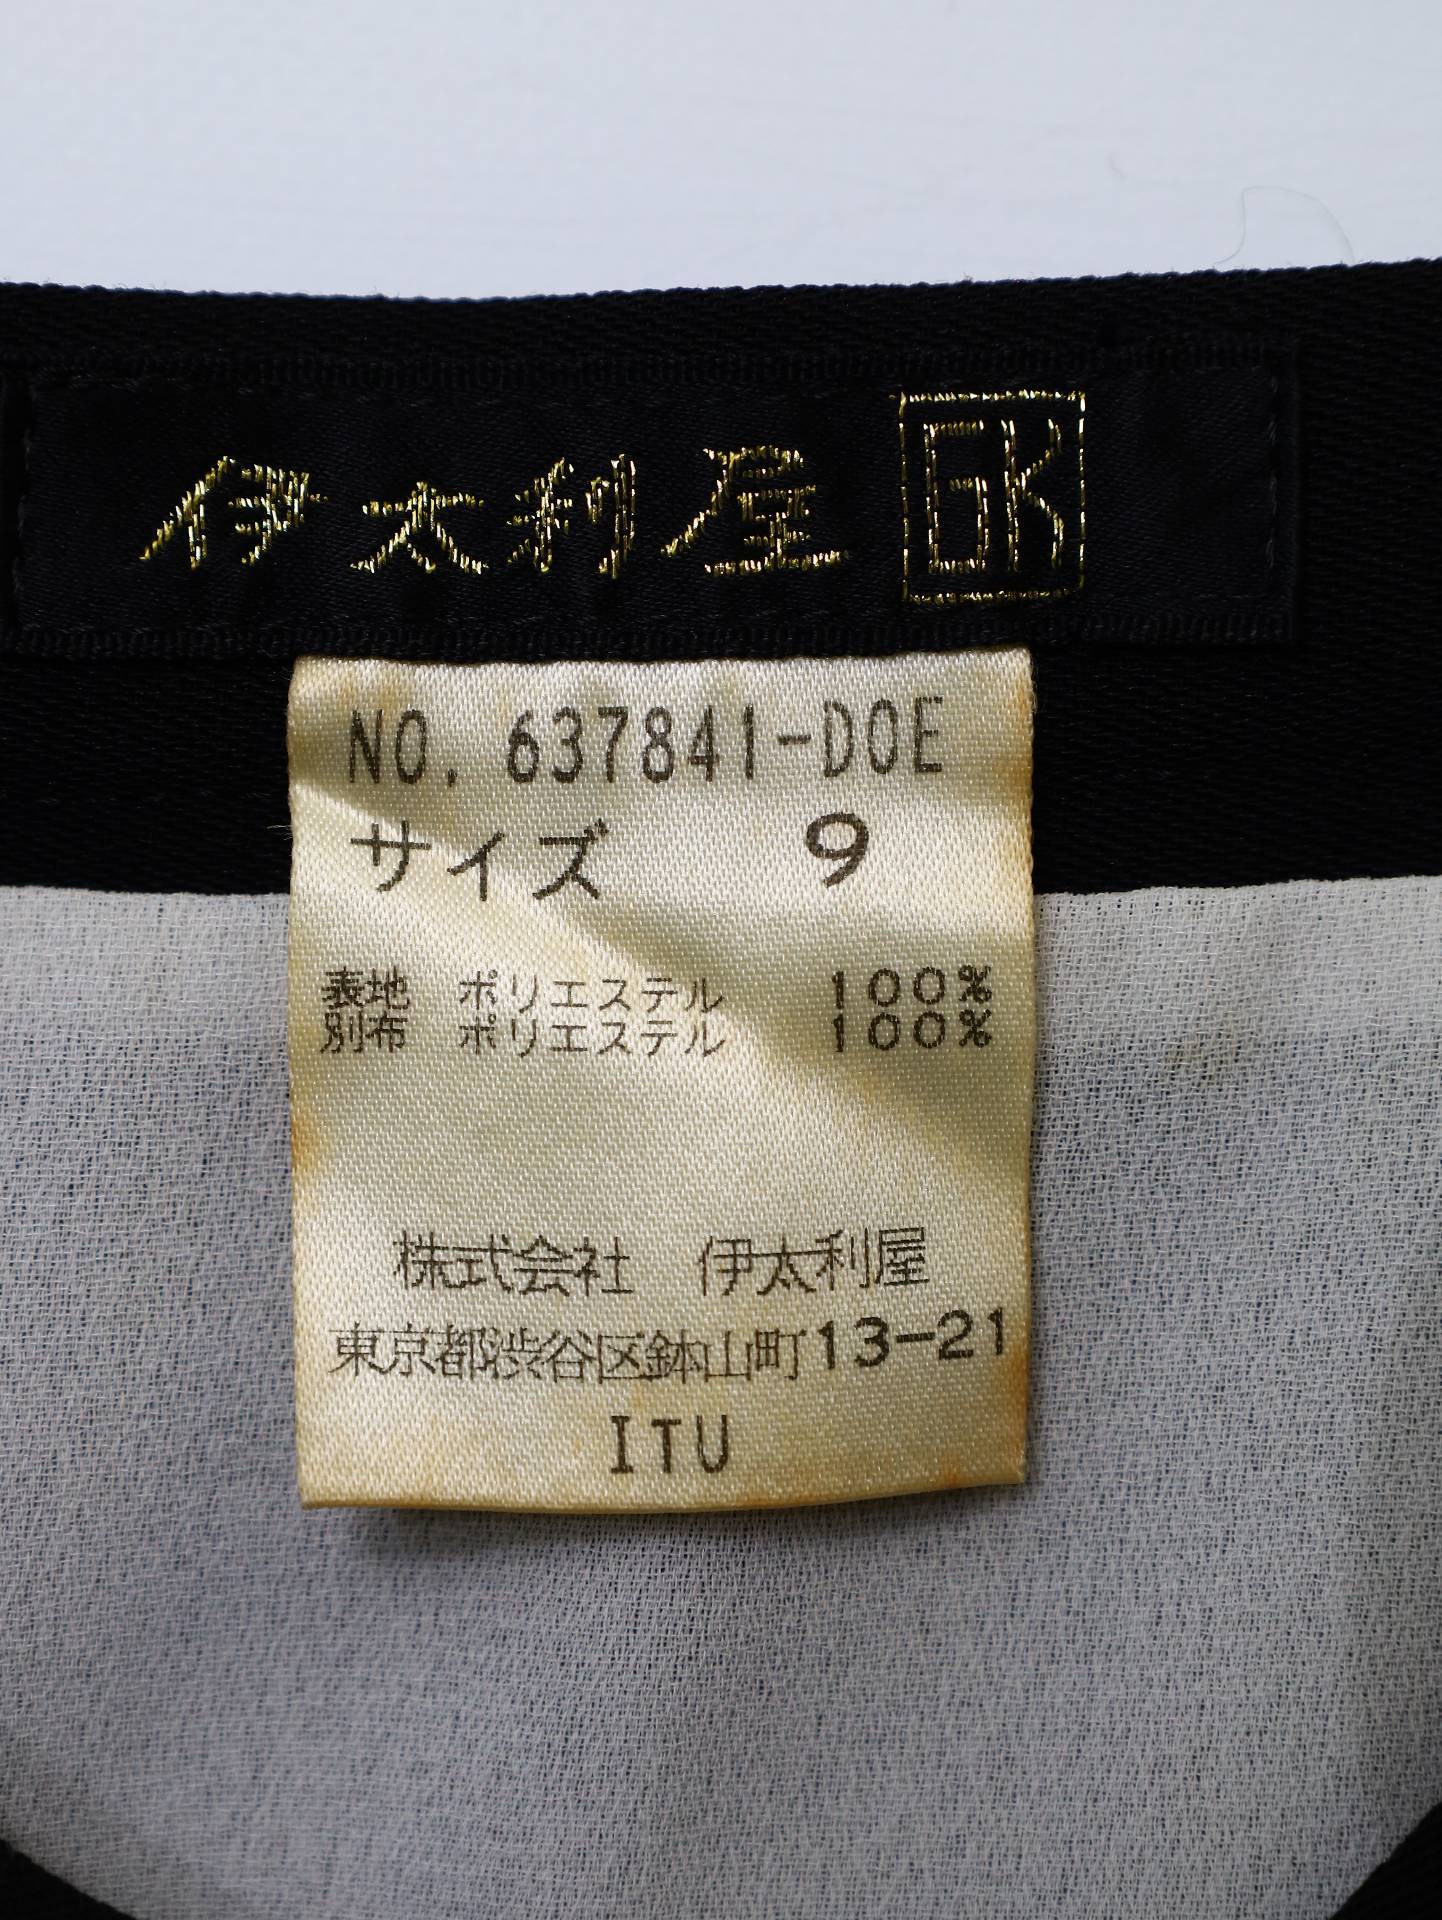 伊太利屋 GK
NO. 637841-DOE
サイズ 9
表地 ポリエステル 100%
別布 ポリエステル 100%
株式会社 伊太利屋
東京都渋谷区鉢山町13-21
ITU